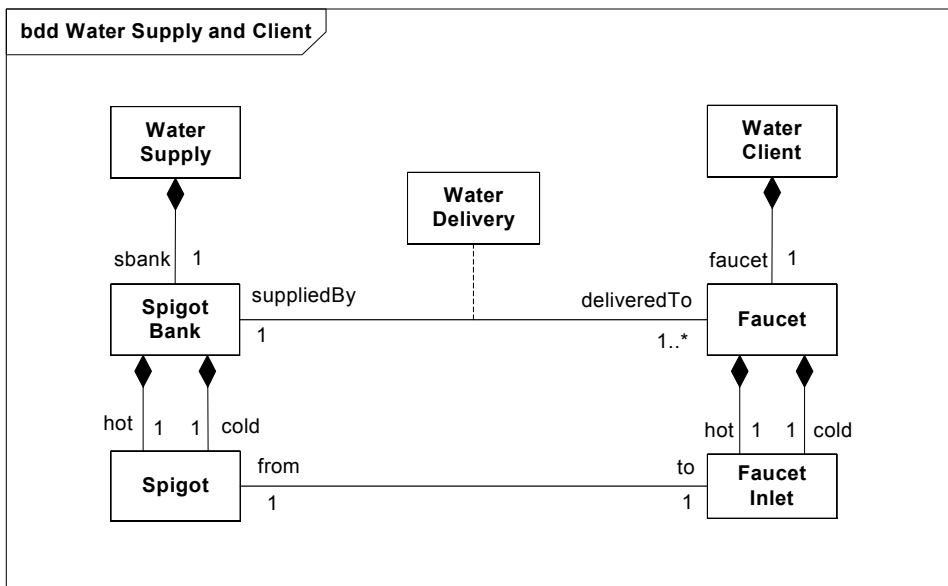 bdd Water Supply and Client
Water
Supply
Water
Client
Water
Delivery
sbank 1
faucet 1
Spigot
Bank
suppliedBy
1
deliveredTo
1..*
Faucet
hot 1 1 cold
hot 1 1 cold
Spigot
from
1
to
1
Faucet
Inlet